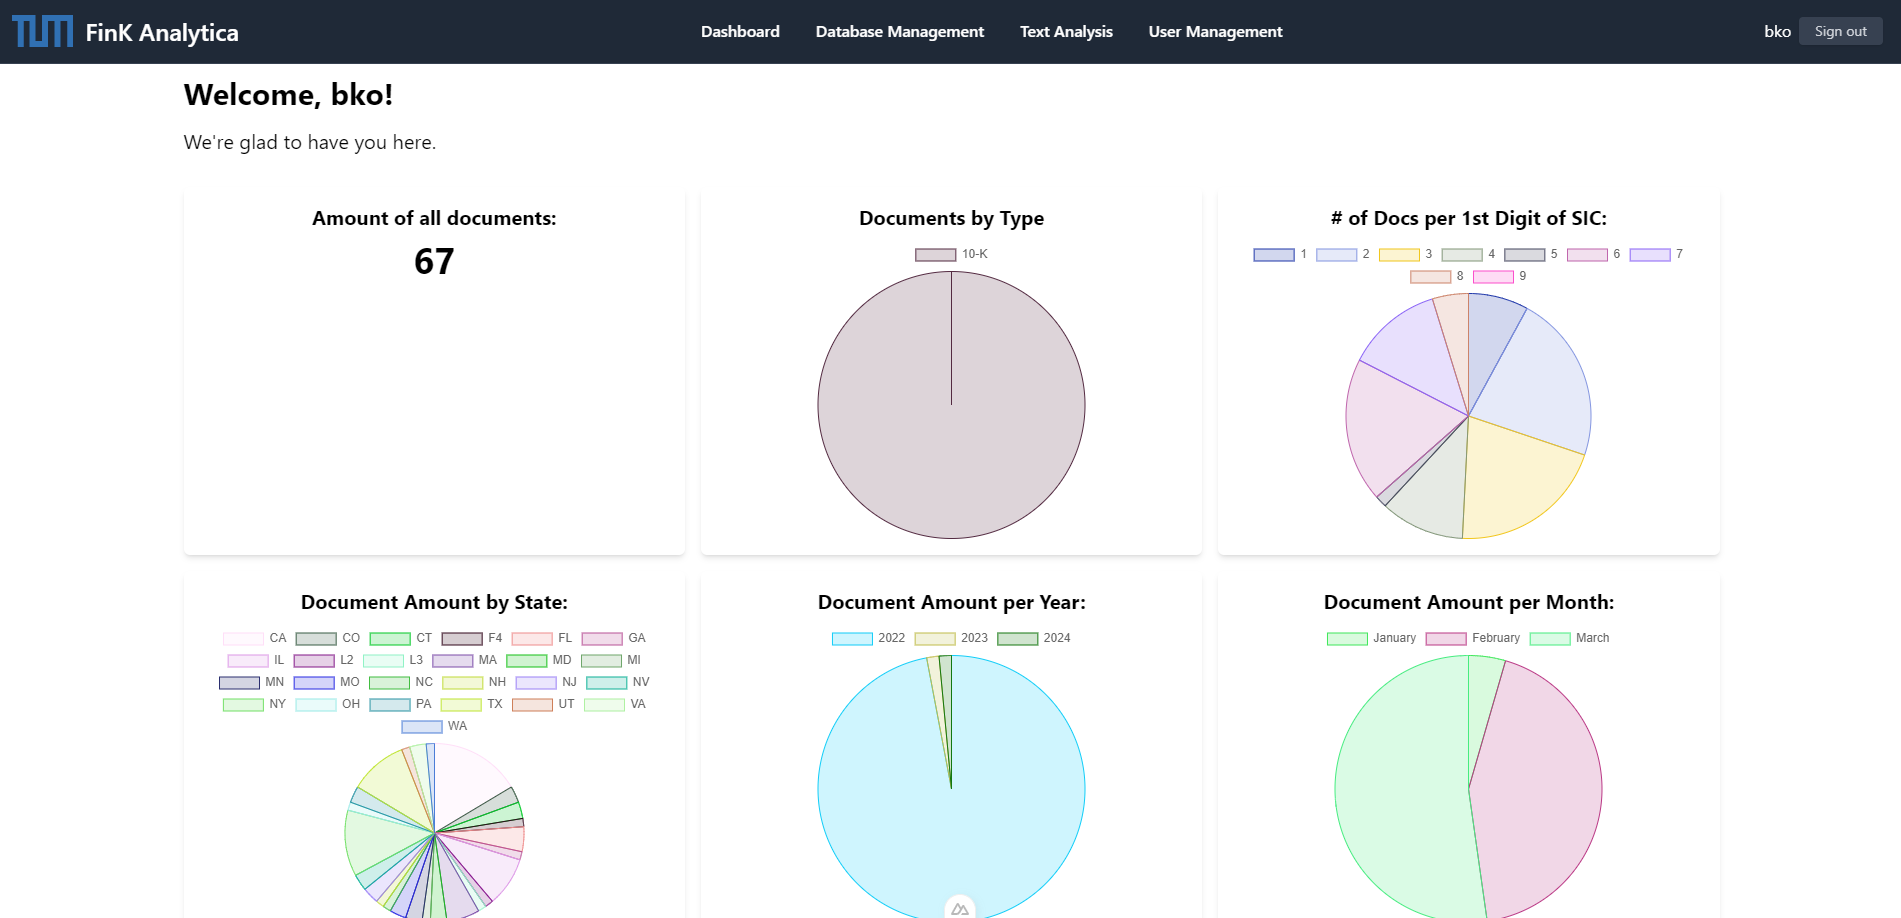 TUM FinK Analytica Dashboard Database Management Text Analysis User Management bko Sign out
Welcome, bko!
We're glad to have you here.
Amount of all documents:
67
Documents by Type
10-K
# of Docs per 1st Digit of SIC:
1 2 3 4 5 6 7
8 9
Document Amount by State:
CA CO CT F4 FL GA
IL L2 L3 MA MD MI
MN MO NC NH NJ NV
NY OH PA TX UT VA
WA
Document Amount per Year:
2022 2023 2024
Document Amount per Month:
January February March